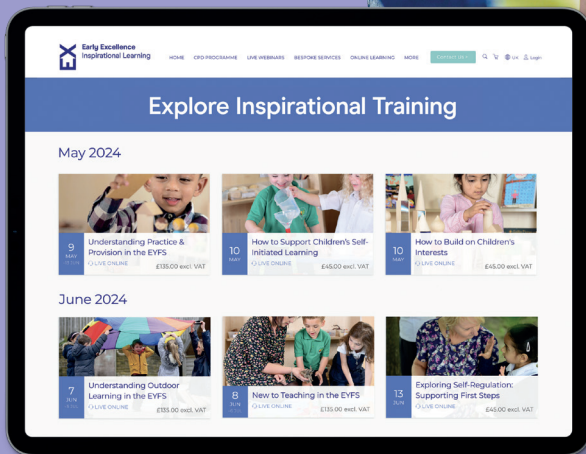 Early Excellence
Inspirational Learning
HOME CPD PROGRAMME LIVE WEBINARS BESPOKE SERVICES ONLINE LEARNING MORE Contact Us > UK Login
Explore Inspirational Training
May 2024
9
MAY
Understanding Practice &
Provision in the EYFS
LIVE ONLINE
£135.00 excl. VAT
10
MAY
How to Support Children's Self-
Initiated Learning
LIVE ONLINE
£45.00 excl. VAT
10
MAY
How to Build on Children's
Interests
LIVE ONLINE
£45.00 excl. VAT
June 2024
7
JUN
Understanding Outdoor
Learning in the EYFS
LIVE ONLINE
£135.00 excl. VAT
8
JUN
New to Teaching in the EYFS
LIVE ONLINE
£135.00 excl. VAT
13
JUN
Exploring Self-Regulation:
Supporting First Steps
LIVE ONLINE
£45.00 excl. VAT